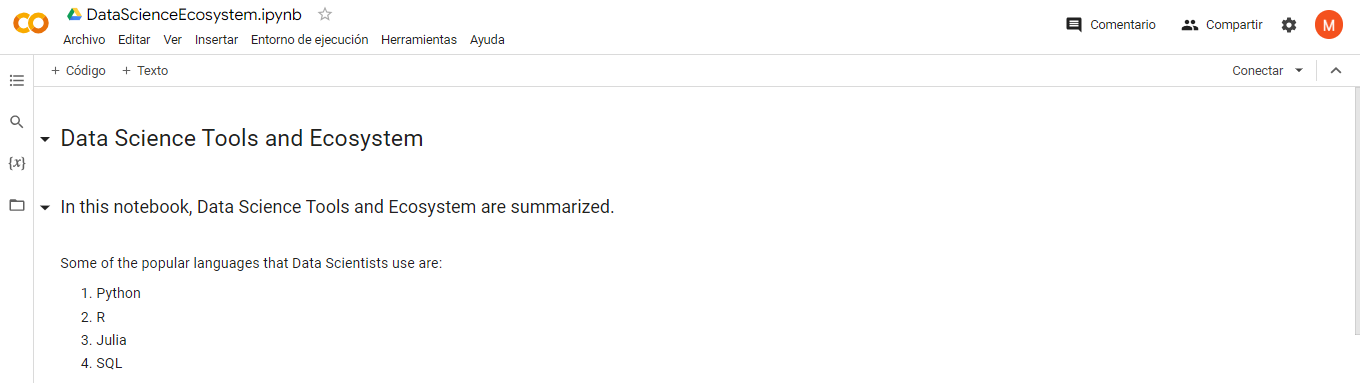 DataScienceEcosystem.ipynb
Archivo Editar Ver Insertar Entorno de ejecución Herramientas Ayuda
Comentario Compartir M
+ Código + Texto Conectar
{x}
Data Science Tools and Ecosystem
In this notebook, Data Science Tools and Ecosystem are summarized.
Some of the popular languages that Data Scientists use are:
1. Python
2. R
3. Julia
4. SQL